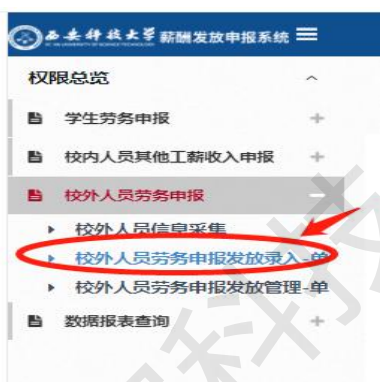 西安科技大学 薪酬发放申报系统
XI'AN UNIVERSITY OF SCIENCE AND TECHNOLOGY
权限总览
学生劳务申报
校内人员其他工薪收入申报
校外人员劳务申报
校外人员信息采集
校外人员劳务申报发放录入-单
校外人员劳务申报发放管理-单
数据报表查询